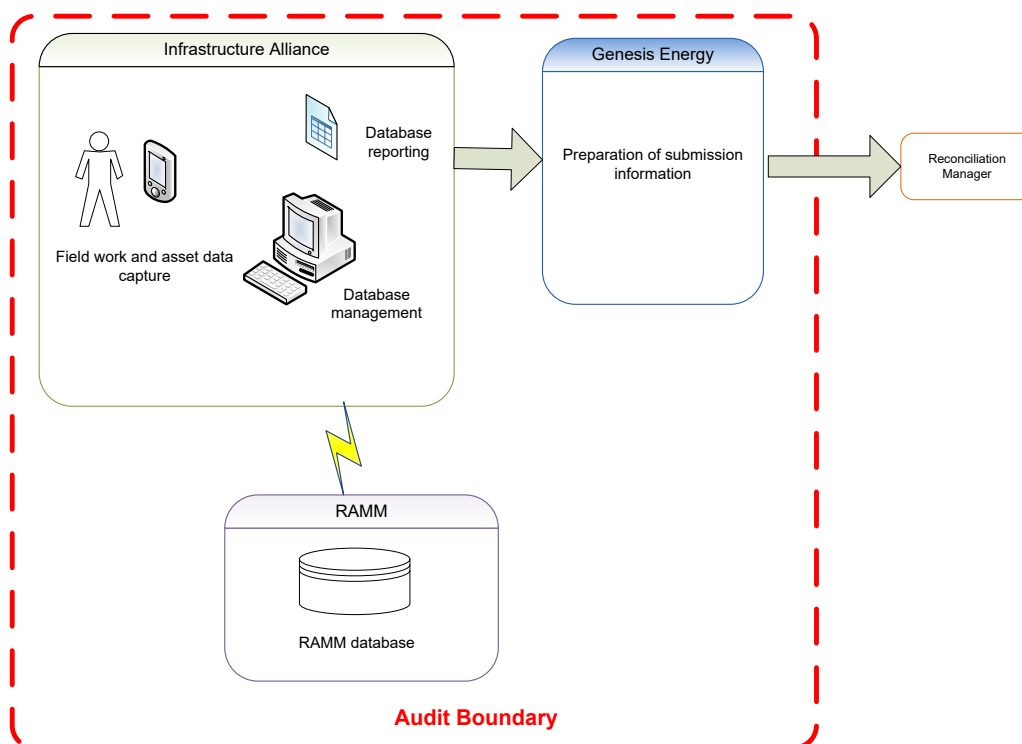 Infrastructure Alliance
Database
reporting
Field work and asset data
capture
Database
management
Genesis Energy
Preparation of submission
information
Reconciliation
Manager
RAMM
RAMM database
Audit Boundary